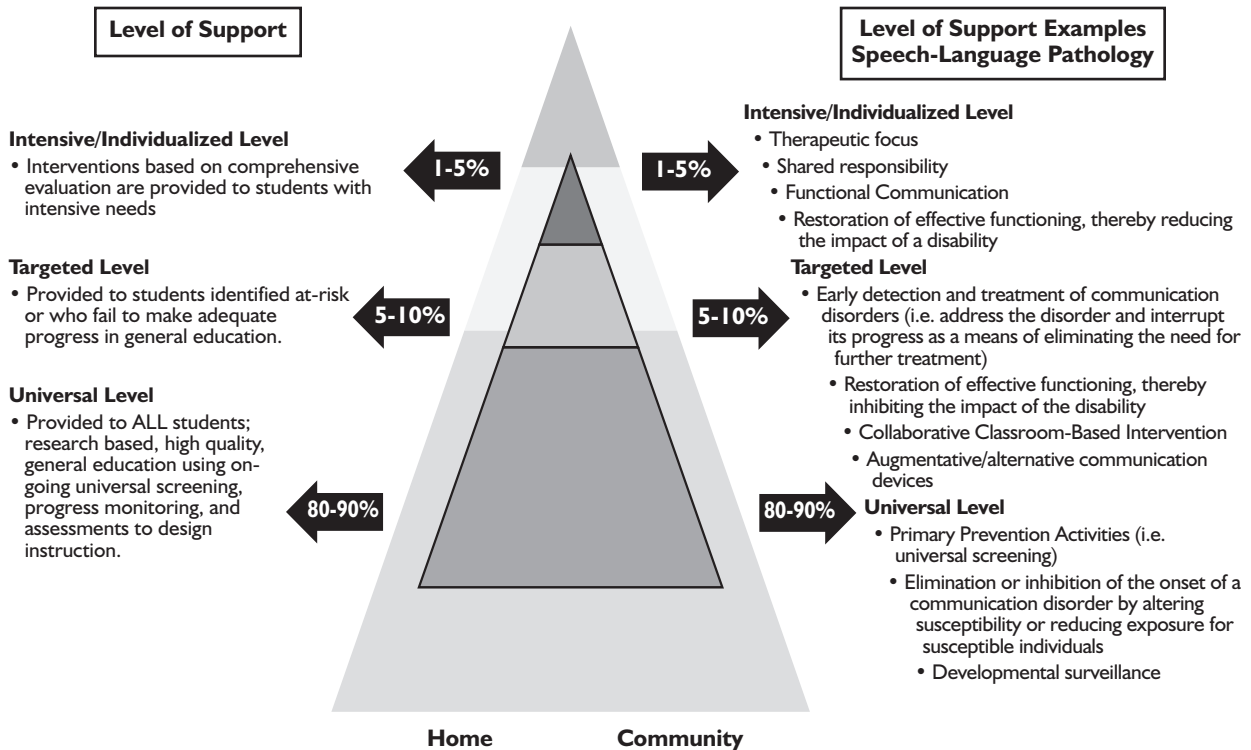 Level of Support
Intensive/Individualized Level
• Interventions based on comprehensive
evaluation are provided to students with
intensive needs
1-5%
Targeted Level
• Provided to students identified at-risk
or who fail to make adequate
progress in general education.
5-10%
Universal Level
• Provided to ALL students;
research based, high quality,
general education using on-
going universal screening,
progress monitoring, and
assessments to design
instruction.
80-90%
Level of Support Examples
Speech-Language Pathology
Intensive/Individualized Level
• Therapeutic focus
• Shared responsibility
• Functional Communication
• Restoration of effective functioning, thereby reducing
the impact of a disability
1-5%
Targeted Level
• Early detection and treatment of communication
disorders (i.e. address the disorder and interrupt
its progress as a means of eliminating the need for
further treatment)
• Restoration of effective functioning, thereby
inhibiting the impact of the disability
• Collaborative Classroom-Based Intervention
• Augmentative/alternative communication
devices
5-10%
Universal Level
• Primary Prevention Activities (i.e.
universal screening)
• Elimination or inhibition of the onset of a
communication disorder by altering
susceptibility or reducing exposure for
susceptible individuals
• Developmental surveillance
80-90%
Home
Community